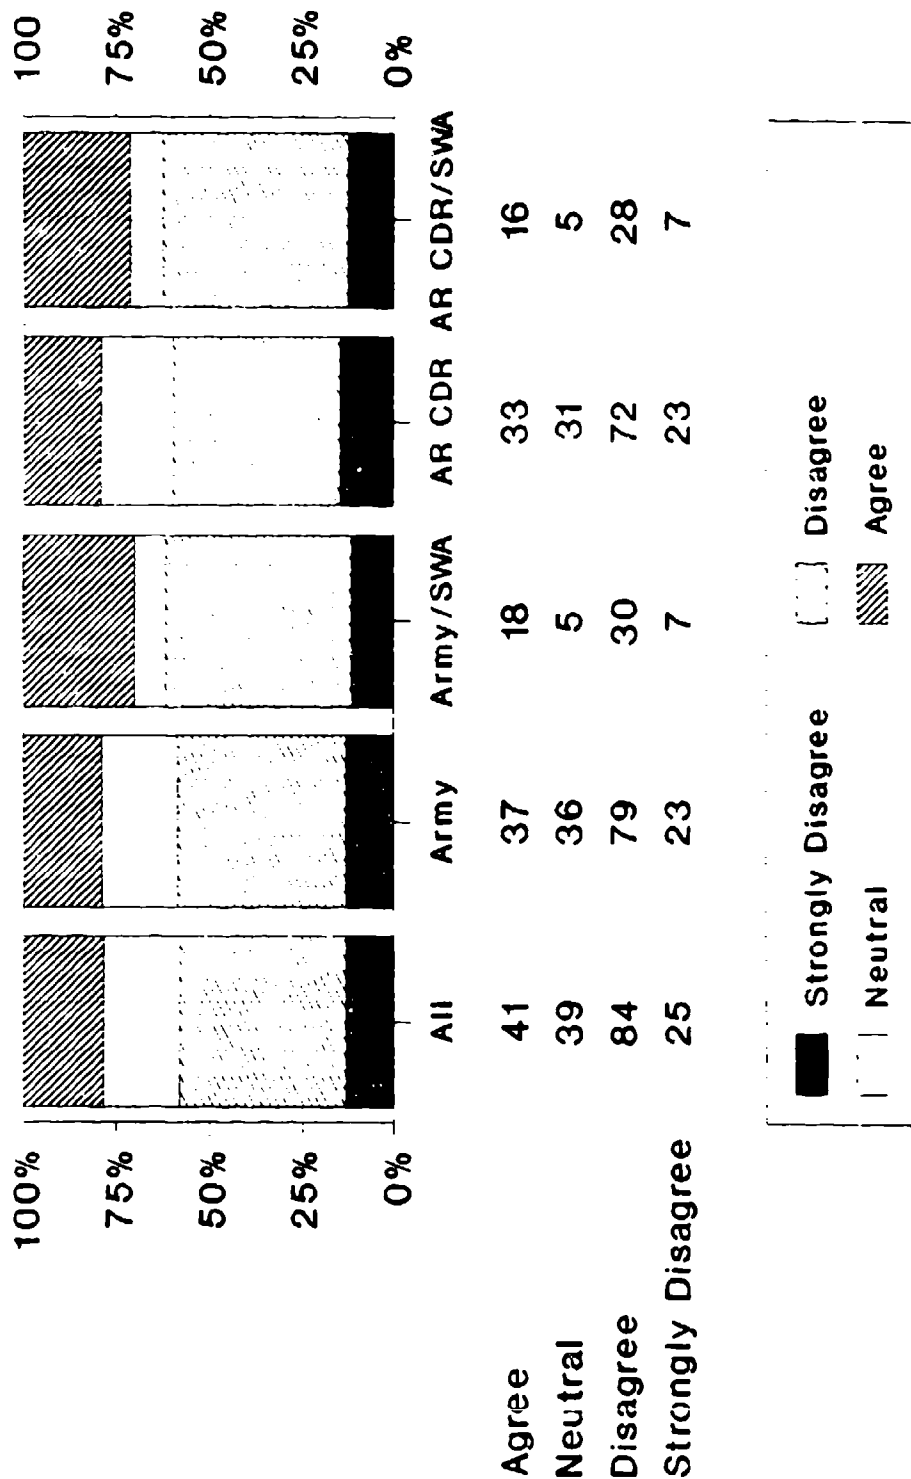 100% 100
75% 75%
50% 50%
25% 25%
0% 0%
All Army Army/SWA AR CDR AR CDR/SWA
Agree 41 37 18 33 16
Neutral 39 36 5 31 5
Disagree 84 79 30 72 28
Strongly Disagree 25 23 7 23 7
Strongly Disagree Disagree
Neutral Agree